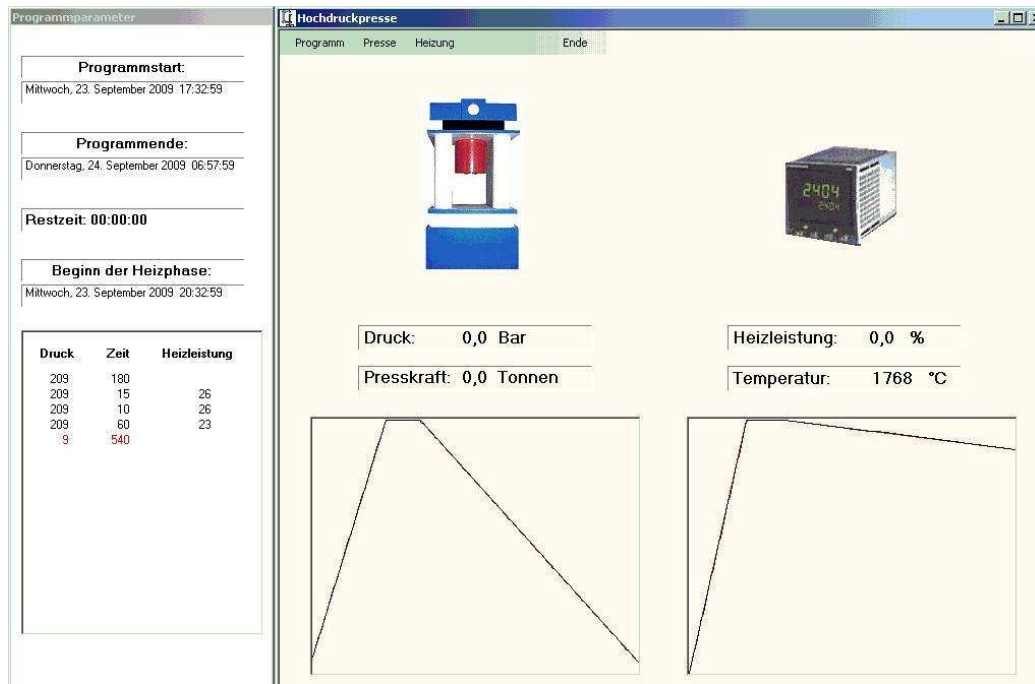 Programmparameter
Programmstart:
Mittwoch, 23. September 2009 17:32:59
Programmende:
Donnerstag, 24. September 2009 06:57:59
Restzeit: 00:00:00
Beginn der Heizphase:
Mittwoch, 23. September 2009 20:32:59
Druck Zeit Heizleistung
209 180
209 15 26
209 10 26
209 60 23
9 540
Hochdruckpresse
Programm Presse Heizung Ende
2404
2404
Druck: 0,0 Bar
Presskraft: 0,0 Tonnen
Heizleistung: 0,0 %
Temperatur: 1768 °C